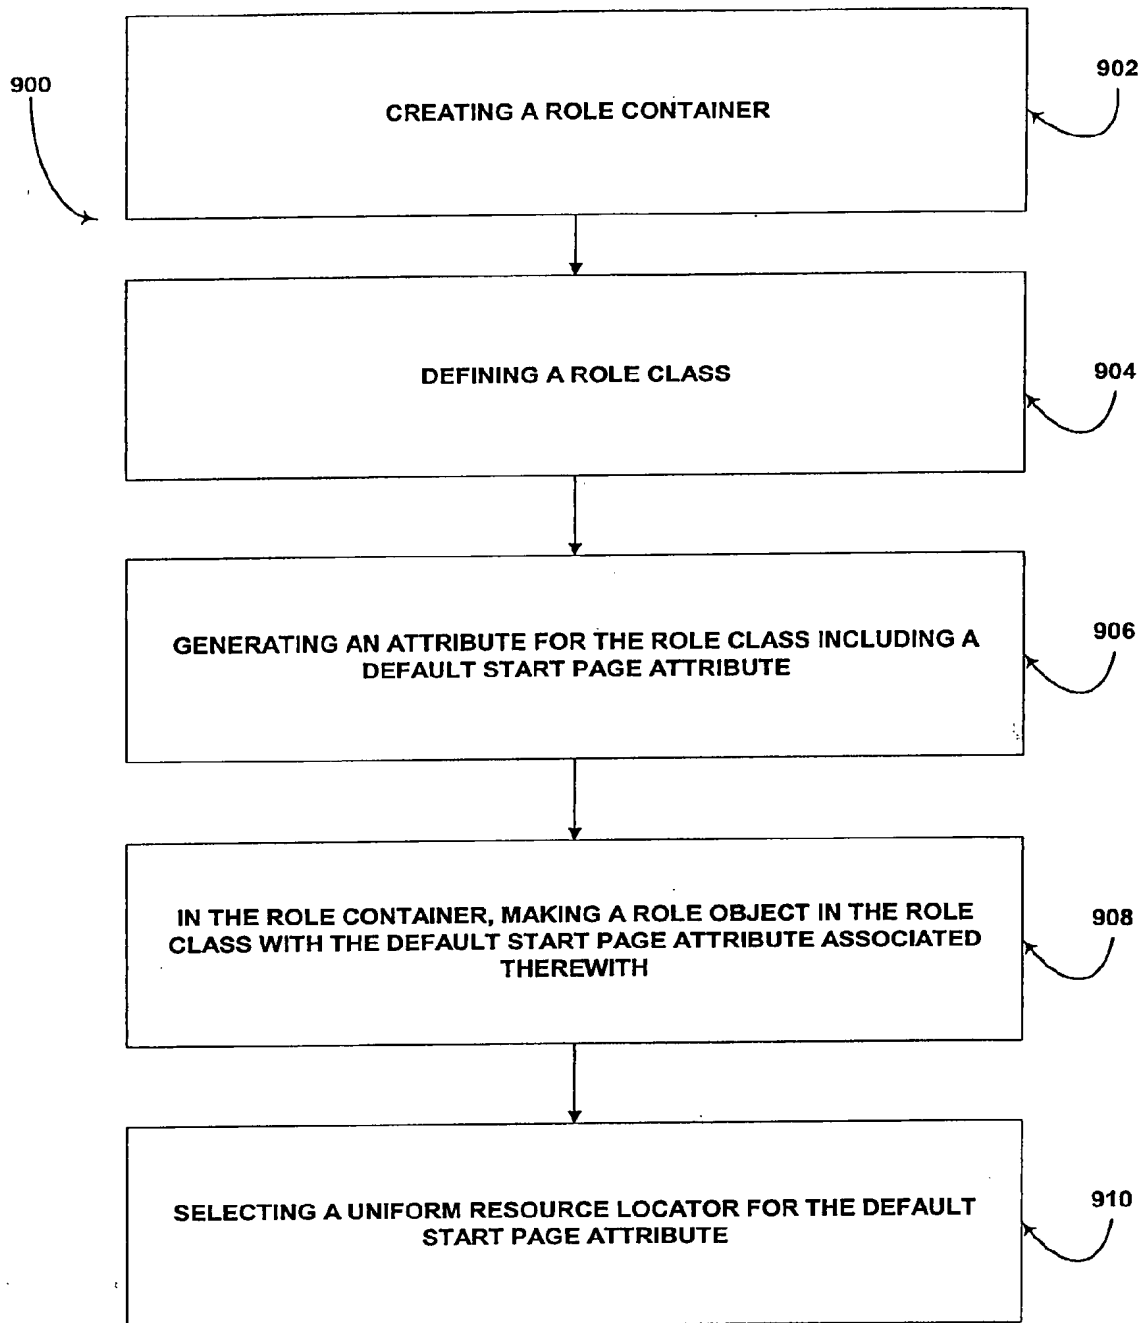 900
902
CREATING A ROLE CONTAINER
904
DEFINING A ROLE CLASS
906
GENERATING AN ATTRIBUTE FOR THE ROLE CLASS INCLUDING A
DEFAULT START PAGE ATTRIBUTE
908
IN THE ROLE CONTAINER, MAKING A ROLE OBJECT IN THE ROLE
CLASS WITH THE DEFAULT START PAGE ATTRIBUTE ASSOCIATED
THEREWITH
910
SELECTING A UNIFORM RESOURCE LOCATOR FOR THE DEFAULT
START PAGE ATTRIBUTE